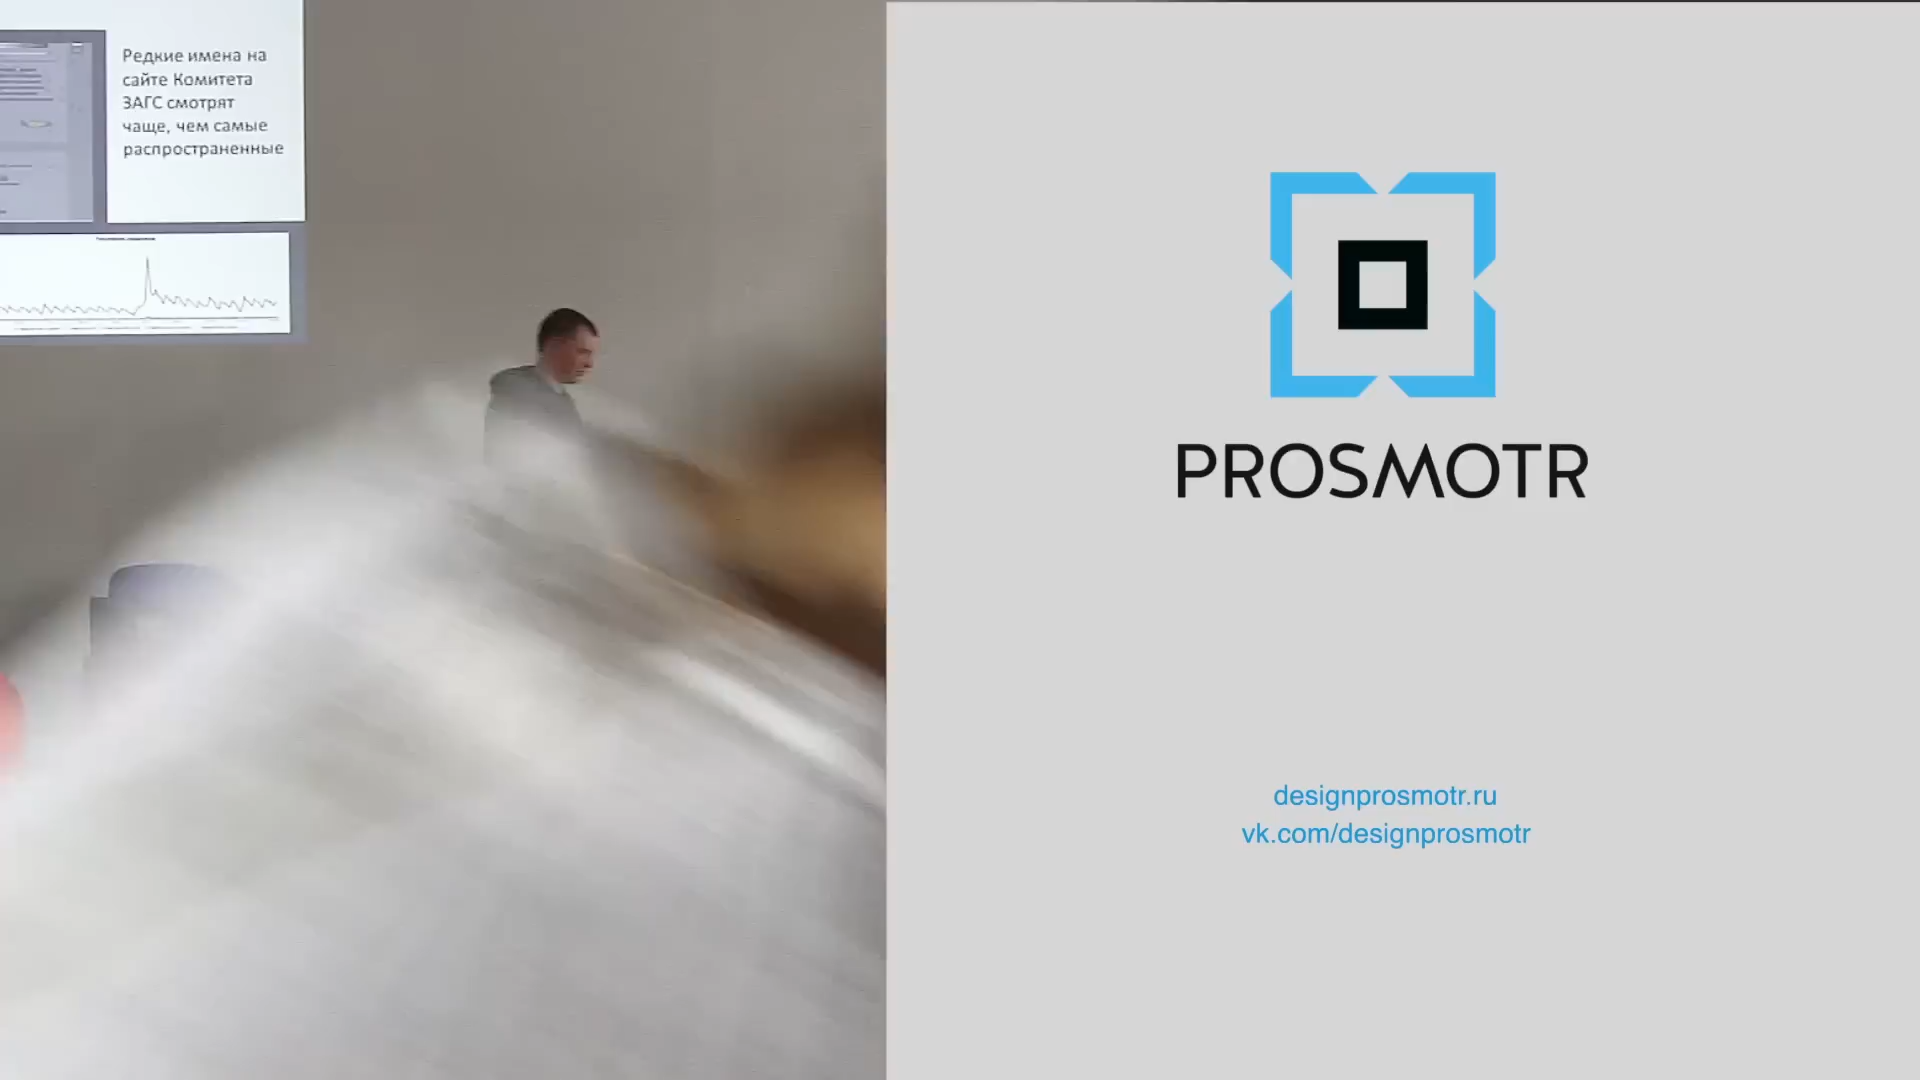 Редкие имена на
сайте Комитета
ЗАГС смотрят
чаще, чем самые
распространенные
PROSMOTR
designprosmotr.ru
vk.com/designprosmotr